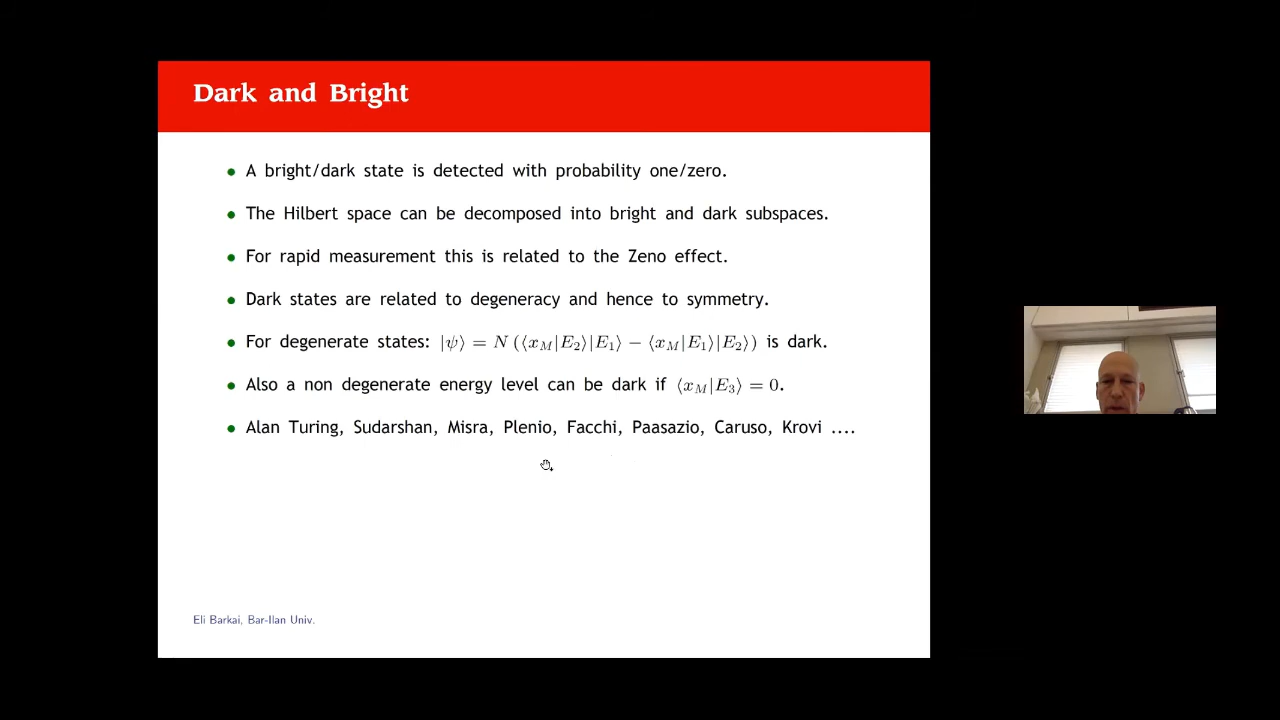 Dark and Bright
• A bright/dark state is detected with probability one/zero.
• The Hilbert space can be decomposed into bright and dark subspaces.
• For rapid measurement this is related to the Zeno effect.
• Dark states are related to degeneracy and hence to symmetry.
• For degenerate states: |ψ⟩ = N (⟨x_M|E_2⟩|E_1⟩ − ⟨x_M|E_1⟩|E_2⟩) is dark.
• Also a non degenerate energy level can be dark if ⟨x_M|E_3⟩ = 0.
• Alan Turing, Sudarshan, Misra, Plenio, Facchi, Paasazio, Caruso, Krovi ....
Eli Barkai, Bar-Ilan Univ.